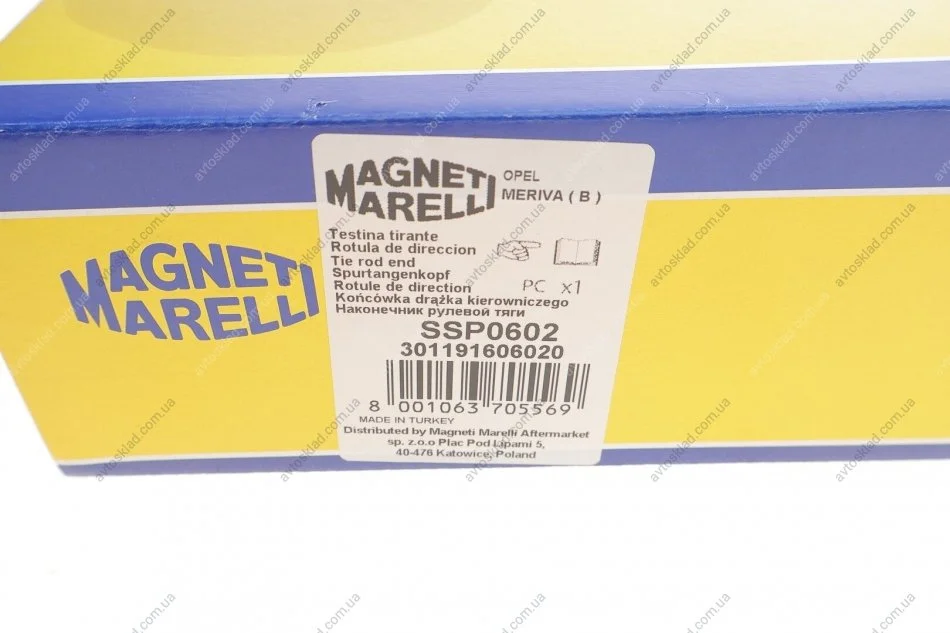 MAGNETI
MARELLI
OPEL
MERIVA ( B )
Testina tirante
Rotula de direccion
Tie rod end
Spurtangenkopf
Rotule de direction
PC x1
Końcówka drążka kierowniczego
Наконечник рулевой тяги
SSP0602
301191606020
8 001063 705569
MADE IN TURKEY
Distributed by Magneti Marelli Aftermarket
sp. z.o.o Plac Pod Lipami 5,
40-476 Katowice, Poland
MAGNETI
MARELLI
avtosklad.com.ua